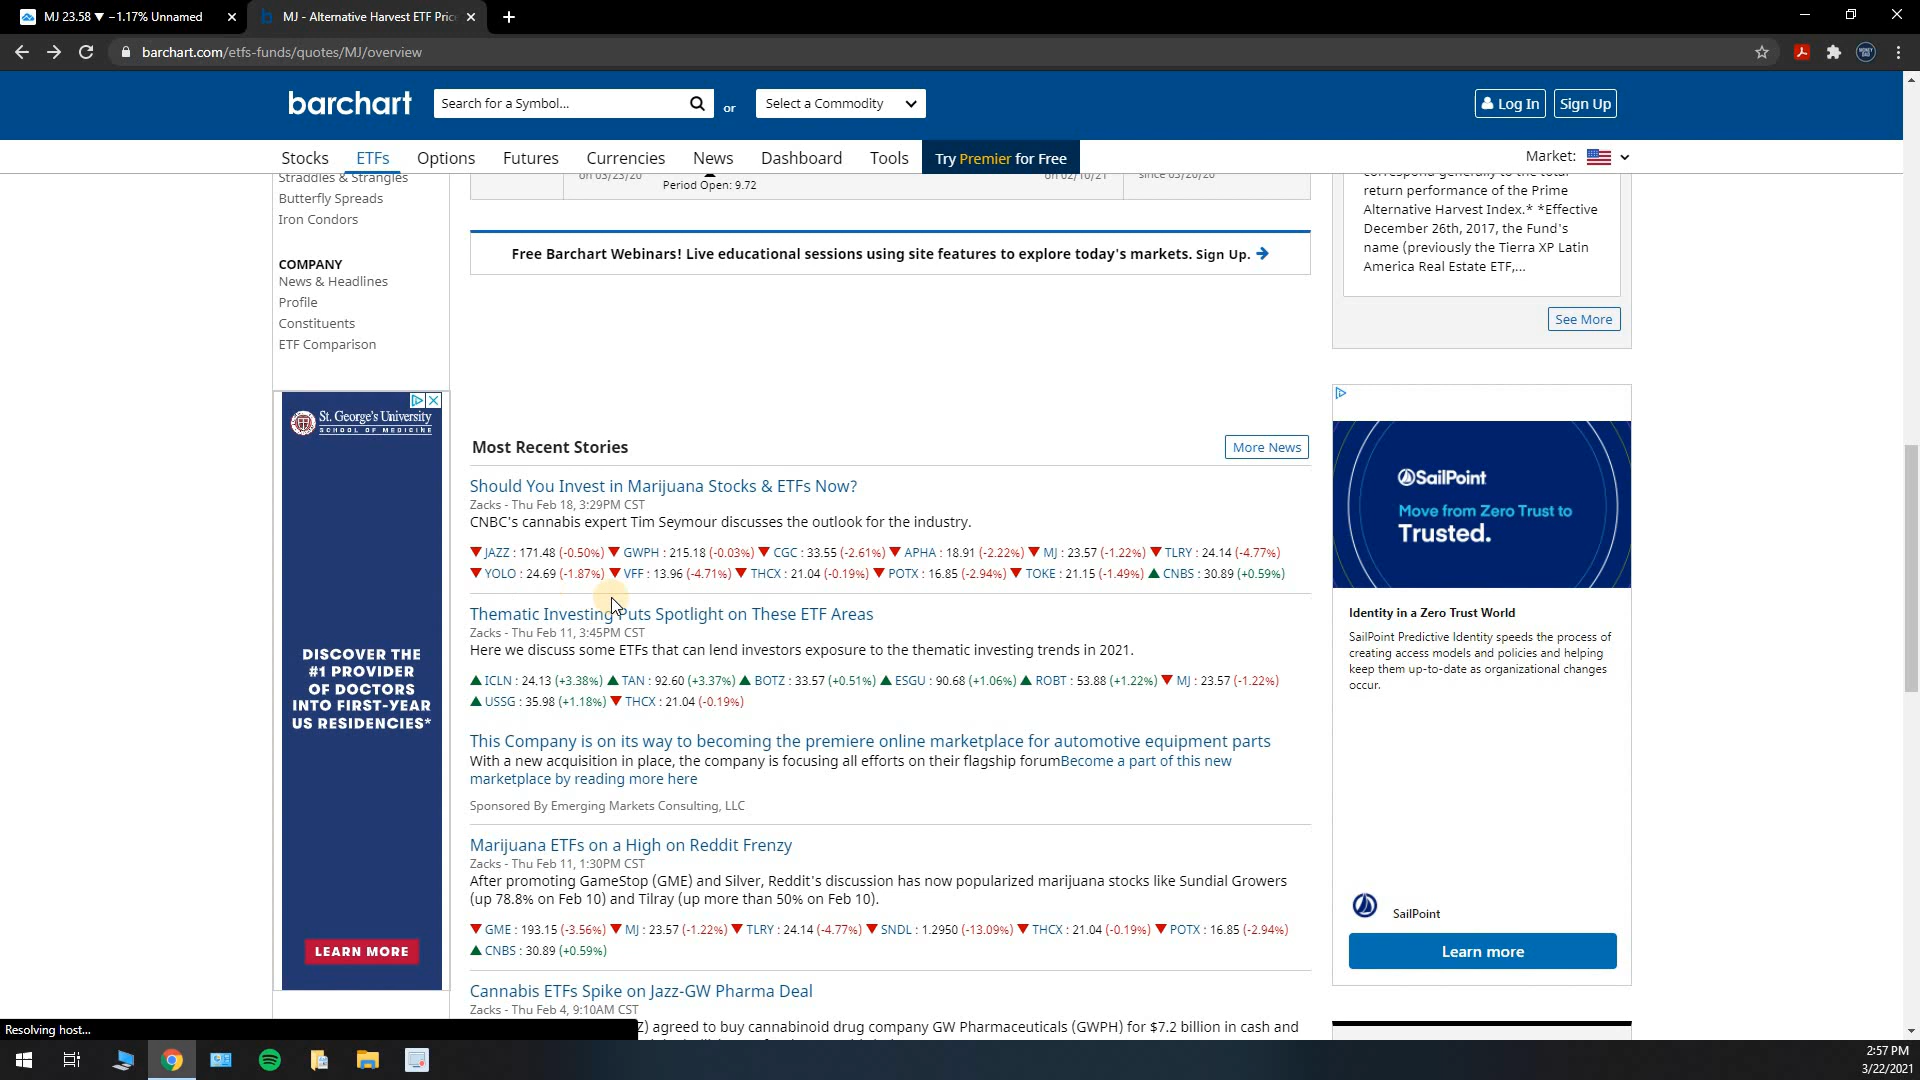 MJ 23.58 ▼ −1.17% Unnamed
MJ - Alternative Harvest ETF Pric
barchart.com/etfs-funds/quotes/MJ/overview
barchart
Search for a Symbol...
or
Select a Commodity
Log In
Sign Up
Stocks ETFs Options Futures Currencies News Dashboard Tools Try Premier for Free
Market:
Straddles & Strangles
Butterfly Spreads
Iron Condors
COMPANY
News & Headlines
Profile
Constituents
ETF Comparison
St. George's University
SCHOOL OF MEDICINE
DISCOVER THE
#1 PROVIDER
OF DOCTORS
INTO FIRST-YEAR
US RESIDENCIES*
LEARN MORE
on 03/23/20
Period Open: 9.72
on 02/10/21
since 03/20/20
Free Barchart Webinars! Live educational sessions using site features to explore today's markets. Sign Up.
Most Recent Stories
More News
Should You Invest in Marijuana Stocks & ETFs Now?
Zacks - Thu Feb 18, 3:29PM CST
CNBC's cannabis expert Tim Seymour discusses the outlook for the industry.
▼ JAZZ : 171.48 (-0.50%) ▼ GWPH : 215.18 (-0.03%) ▼ CGC : 33.55 (-2.61%) ▼ APHA : 18.91 (-2.22%) ▼ MJ : 23.57 (-1.22%) ▼ TLRY : 24.14 (-4.77%)
▼ YOLO : 24.69 (-1.87%) ▼ VFF : 13.96 (-4.71%) ▼ THCX : 21.04 (-0.19%) ▼ POTX : 16.85 (-2.94%) ▼ TOKE : 21.15 (-1.49%) ▲ CNBS : 30.89 (+0.59%)
Thematic Investing Puts Spotlight on These ETF Areas
Zacks - Thu Feb 11, 3:45PM CST
Here we discuss some ETFs that can lend investors exposure to the thematic investing trends in 2021.
▲ ICLN : 24.13 (+3.38%) ▲ TAN : 92.60 (+3.37%) ▲ BOTZ : 33.57 (+0.51%) ▲ ESGU : 90.68 (+1.06%) ▲ ROBT : 53.88 (+1.22%) ▼ MJ : 23.57 (-1.22%)
▲ USSG : 35.98 (+1.18%) ▼ THCX : 21.04 (-0.19%)
This Company is on its way to becoming the premiere online marketplace for automotive equipment parts
With a new acquisition in place, the company is focusing all efforts on their flagship forumBecome a part of this new
marketplace by reading more here
Sponsored By Emerging Markets Consulting, LLC
Marijuana ETFs on a High on Reddit Frenzy
Zacks - Thu Feb 11, 1:30PM CST
After promoting GameStop (GME) and Silver, Reddit's discussion has now popularized marijuana stocks like Sundial Growers
(up 78.8% on Feb 10) and Tilray (up more than 50% on Feb 10).
▼ GME : 193.15 (-3.56%) ▼ MJ : 23.57 (-1.22%) ▼ TLRY : 24.14 (-4.77%) ▼ SNDL : 1.2950 (-13.09%) ▼ THCX : 21.04 (-0.19%) ▼ POTX : 16.85 (-2.94%)
▲ CNBS : 30.89 (+0.59%)
Cannabis ETFs Spike on Jazz-GW Pharma Deal
Zacks - Thu Feb 4, 9:10AM CST
Z) agreed to buy cannabinoid drug company GW Pharmaceuticals (GWPH) for $7.2 billion in cash and
correspond generally to the total
return performance of the Prime
Alternative Harvest Index.* *Effective
December 26th, 2017, the Fund's
name (previously the Tierra XP Latin
America Real Estate ETF,...
See More
SailPoint
Move from Zero Trust to
Trusted.
Identity in a Zero Trust World
SailPoint Predictive Identity speeds the process of
creating access models and policies and helping
keep them up-to-date as organizational changes
occur.
SailPoint
Learn more
Resolving host...
2:57 PM
3/22/2021